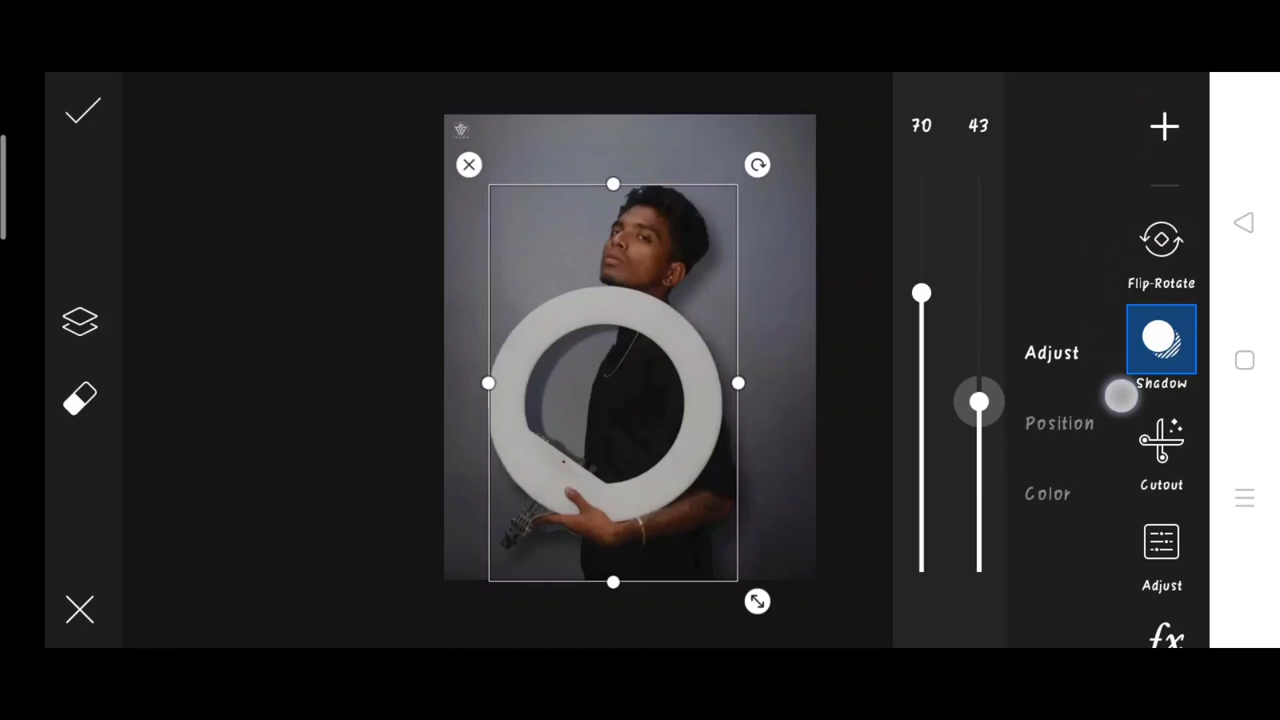 70 43
Flip-Rotate
Adjust
Shadow
Position
Cutout
Color
Adjust
fx